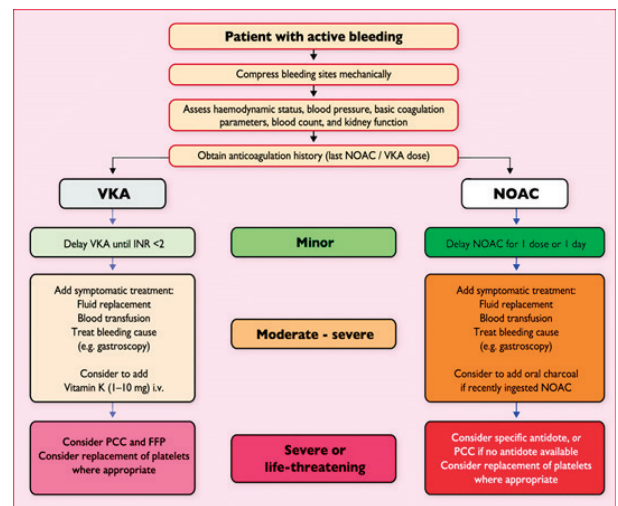 Patient with active bleeding
Compress bleeding sites mechanically
Assess haemodynamic status, blood pressure, basic coagulation
parameters, blood count, and kidney function
Obtain anticoagulation history (last NOAC / VKA dose)
VKA
NOAC
Delay VKA until INR <2
Minor
Delay NOAC for 1 dose or 1 day
Add symptomatic treatment:
Fluid replacement
Blood transfusion
Treat bleeding cause
(e.g. gastroscopy)
Consider to add
Vitamin K (1–10 mg) i.v.
Moderate - severe
Add symptomatic treatment:
Fluid replacement
Blood transfusion
Treat bleeding cause
(e.g. gastroscopy)
Consider to add oral charcoal
if recently ingested NOAC
Consider PCC and FFP
Consider replacement of platelets
where appropriate
Severe or
life-threatening
Consider specific antidote, or
PCC if no antidote available
Consider replacement of platelets
where appropriate